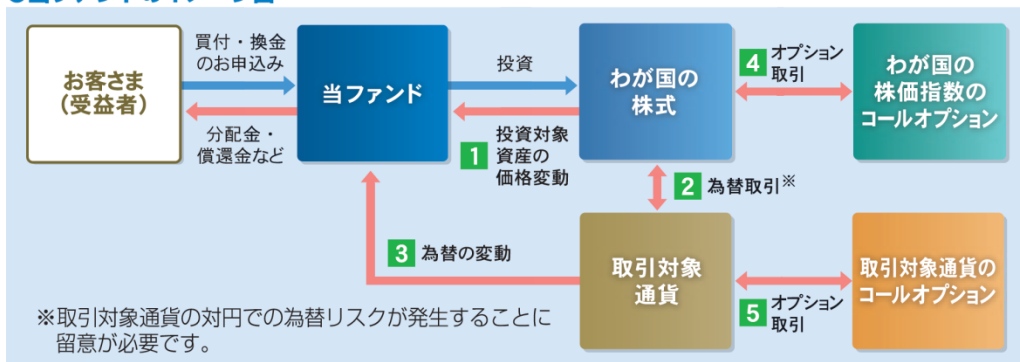 お客さま
(受益者)
買付・換金
のお申込み
分配金・
償還金など
当ファンド
投資
1 投資対象
資産の
価格変動
わが国の
株式
4 オプション
取引
わが国の
株価指数の
コールオプション
2 為替取引※
3 為替の変動
取引対象
通貨
5 オプション
取引
取引対象通貨の
コールオプション
※取引対象通貨の対円での為替リスクが発生することに
留意が必要です。